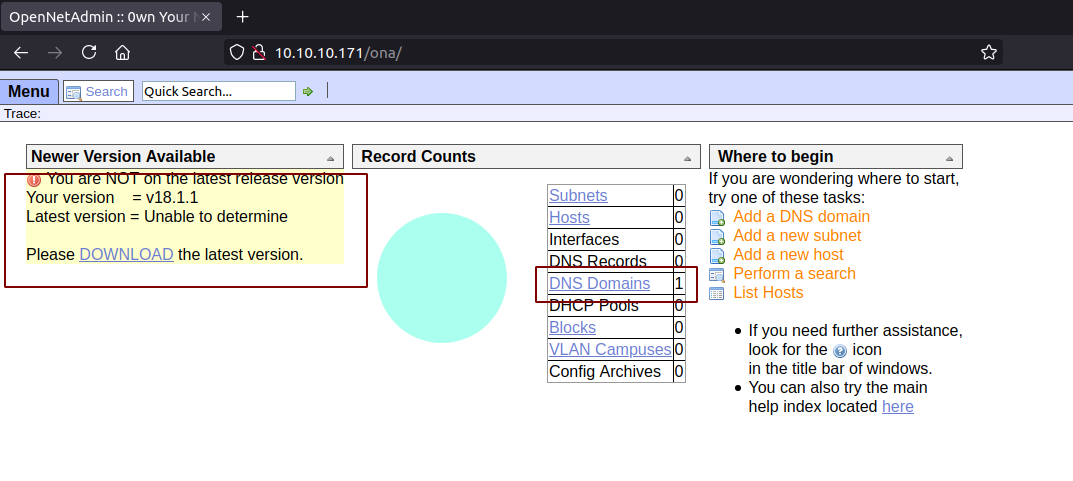 OpenNetAdmin :: 0wn Your N
10.10.10.171/ona/
Menu
Search
Quick Search...
Trace:
Newer Version Available
You are NOT on the latest release version
Your version = v18.1.1
Latest version = Unable to determine
Please DOWNLOAD the latest version.
Record Counts
Subnets 0
Hosts 0
Interfaces 0
DNS Records 0
DNS Domains 1
DHCP Pools 0
Blocks 0
VLAN Campuses 0
Config Archives 0
Where to begin
If you are wondering where to start,
try one of these tasks:
Add a DNS domain
Add a new subnet
Add a new host
Perform a search
List Hosts
If you need further assistance,
look for the ? icon
in the title bar of windows.
You can also try the main
help index located here